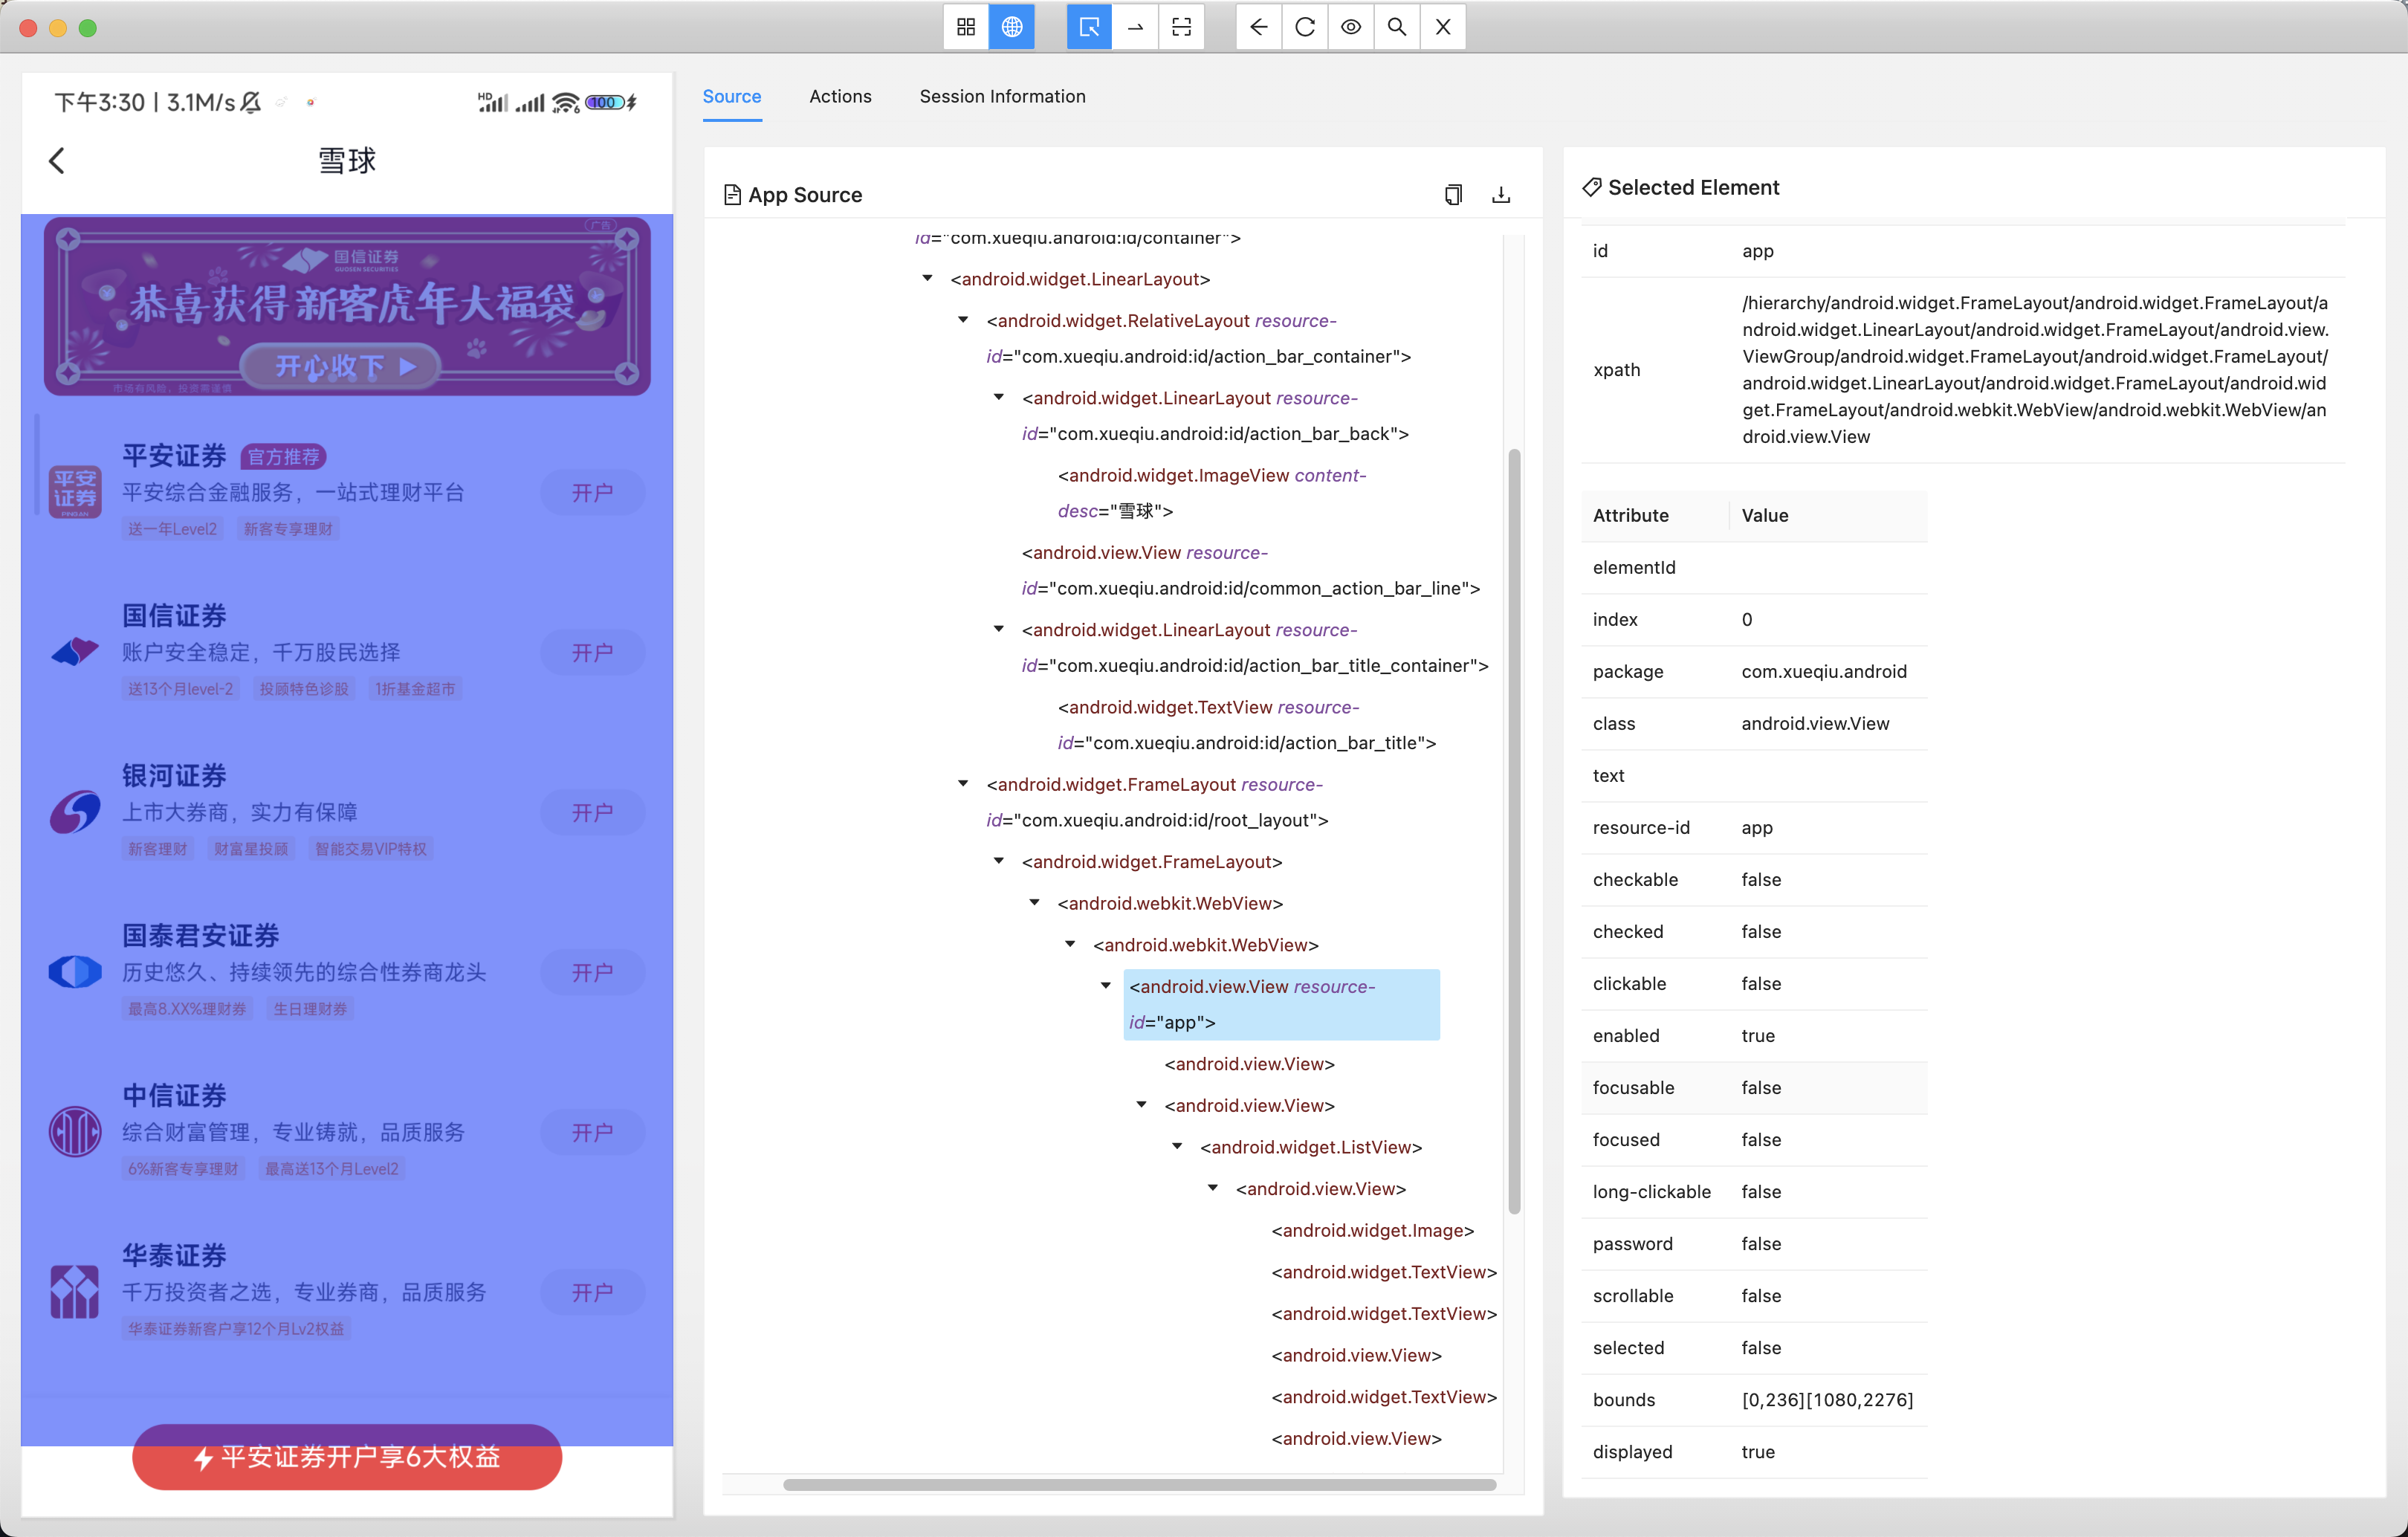 下午3:30 | 3.1M/s
HD
6
100
雪球
广告
国信证券
GUOSEN SECURITIES
恭喜获得 新客虎年大福袋
开心收下
市场有风险，投资需谨慎
平安证券
PINGAN
平安证券 官方推荐
平安综合金融服务，一站式理财平台
送一年Level2 新客专享理财
开户
国信证券
账户安全稳定，千万股民选择
送13个月level-2 投顾特色诊股 1折基金超市
开户
银河证券
上市大券商，实力有保障
新客理财 财富星投顾 智能交易VIP特权
开户
国泰君安证券
历史悠久、持续领先的综合性券商龙头
最高8.XX%理财券 生日理财券
开户
中信证券
综合财富管理，专业铸就，品质服务
6%新客专享理财 最高送13个月Level2
开户
华泰证券
千万投资者之选，专业券商，品质服务
华泰证券新客户享12个月Lv2权益
开户
平安证券开户享6大权益
Source Actions Session Information
App Source
id="com.xueqiu.android:id/container">
<android.widget.LinearLayout>
<android.widget.RelativeLayout resource-
id="com.xueqiu.android:id/action_bar_container">
<android.widget.LinearLayout resource-
id="com.xueqiu.android:id/action_bar_back">
<android.widget.ImageView content-
desc="雪球">
<android.view.View resource-
id="com.xueqiu.android:id/common_action_bar_line">
<android.widget.LinearLayout resource-
id="com.xueqiu.android:id/action_bar_title_container">
<android.widget.TextView resource-
id="com.xueqiu.android:id/action_bar_title">
<android.widget.FrameLayout resource-
id="com.xueqiu.android:id/root_layout">
<android.widget.FrameLayout>
<android.webkit.WebView>
<android.webkit.WebView>
<android.view.View resource-
id="app">
<android.view.View>
<android.view.View>
<android.widget.ListView>
<android.view.View>
<android.widget.Image>
<android.widget.TextView>
<android.widget.TextView>
<android.view.View>
<android.widget.TextView>
<android.view.View>
Selected Element
id app
xpath
/hierarchy/android.widget.FrameLayout/android.widget.FrameLayout/a
ndroid.widget.LinearLayout/android.widget.FrameLayout/android.view.
ViewGroup/android.widget.FrameLayout/android.widget.FrameLayout/
android.widget.LinearLayout/android.widget.FrameLayout/android.wid
get.FrameLayout/android.webkit.WebView/android.webkit.WebView/an
droid.view.View
Attribute Value
elementId
index 0
package com.xueqiu.android
class android.view.View
text
resource-id app
checkable false
checked false
clickable false
enabled true
focusable false
focused false
long-clickable false
password false
scrollable false
selected false
bounds [0,236][1080,2276]
displayed true